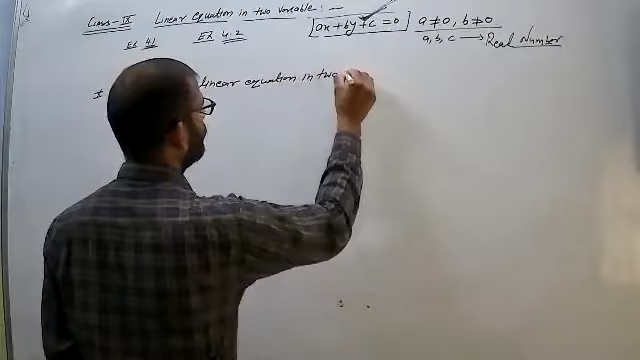 Class-IX Linear equation in two variable :- [ax + by + c = 0] a ≠ 0, b ≠ 0
Ex 4.1 Ex 4.2 a, b, c → Real Number
linear equation in two